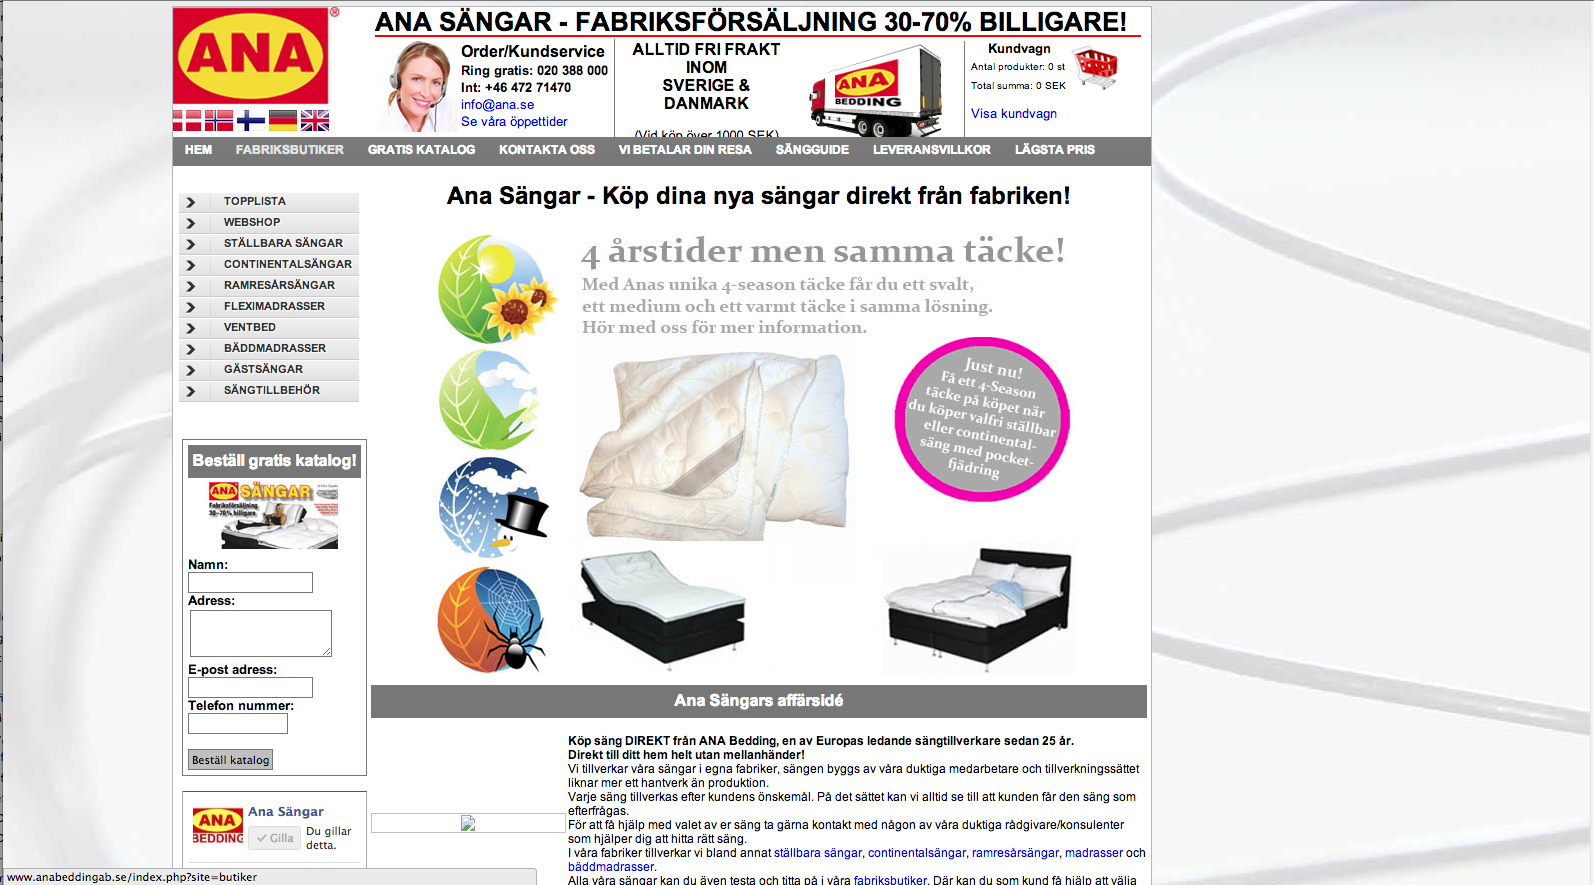 ANA
®
ANA SÄNGAR - FABRIKSFÖRSÄLJNING 30-70% BILLIGARE!
Order/Kundservice
Ring gratis: 020 388 000
Int: +46 472 71470
info@ana.se
Se våra öppettider
ALLTID FRI FRAKT
INOM
SVERIGE &
DANMARK
(Vid köp över 1000 SEK)
ANA
BEDDING
Kundvagn
Antal produkter: 0 st
Total summa: 0 SEK
Visa kundvagn
HEM FABRIKSBUTIKER GRATIS KATALOG KONTAKTA OSS VI BETALAR DIN RESA SÄNGGUIDE LEVERANSVILLKOR LÄGSTA PRIS
TOPPLISTA
WEBSHOP
STÄLLBARA SÄNGAR
CONTINENTALSÄNGAR
RAMRESÅRSÄNGAR
FLEXIMADRASSER
VENTBED
BÄDDMADRASSER
GÄSTSÄNGAR
SÄNGTILLBEHÖR
Beställ gratis katalog!
ANA SÄNGAR
Fabriksförsäljning
30-70% billigare
Namn:
Adress:
E-post adress:
Telefon nummer:
Beställ katalog
ANA
BEDDING
Ana Sängar
Gilla
Du gillar
detta.
Ana Sängar - Köp dina nya sängar direkt från fabriken!
4 årstider men samma täcke!
Med Anas unika 4-season täcke får du ett svalt,
ett medium och ett varmt täcke i samma lösning.
Hör med oss för mer information.
Just nu!
Få ett 4-Season
täcke på köpet när
du köper valfri ställbar
eller continental-
säng med pocket-
fjädring
Ana Sängars affärsidé
Köp säng DIREKT från ANA Bedding, en av Europas ledande sängtillverkare sedan 25 år.
Direkt till ditt hem helt utan mellanhänder!
Vi tillverkar våra sängar i egna fabriker, sängen byggs av våra duktiga medarbetare och tillverkningssättet
liknar mer ett hantverk än produktion.
Varje säng tillverkas efter kundens önskemål. På det sättet kan vi alltid se till att kunden får den säng som
efterfrågas.
För att få hjälp med valet av er säng ta gärna kontakt med någon av våra duktiga rådgivare/konsulenter
som hjälper dig att hitta rätt säng.
I våra fabriker tillverkar vi bland annat ställbara sängar, continentalsängar, ramresårsängar, madrasser och
bäddmadrasser.
Alla våra sängar kan du även testa och titta på i våra fabriksbutiker. Där kan du som kund få hjälp att välja
www.anabeddingab.se/index.php?site=butiker